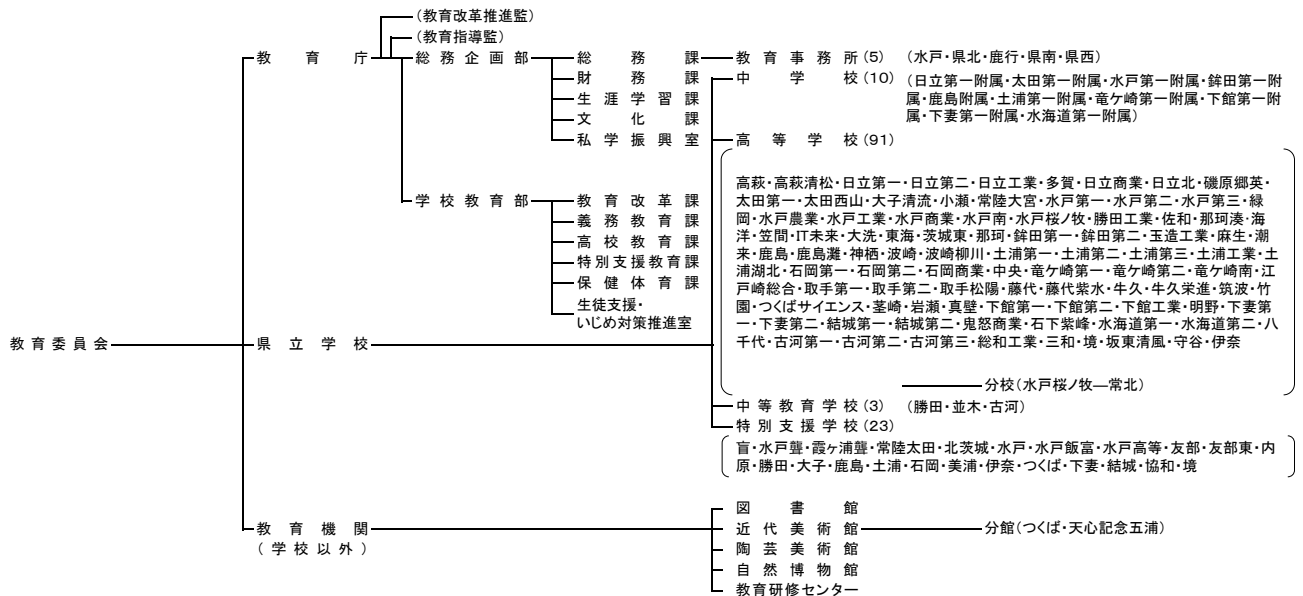 (教育改革推進監)
(教育指導監)
教育庁
総務企画部
総務課
教育事務所(5) (水戸・県北・鹿行・県南・県西)
財務課
中学校(10) (日立第一附属・太田第一附属・水戸第一附属・鉾田第一附
属・鹿島附属・土浦第一附属・竜ケ崎第一附属・下館第一附
属・下妻第一附属・水海道第一附属)
生涯学習課
文化課
私学振興室
高等学校(91)
高萩・高萩清松・日立第一・日立第二・日立工業・多賀・日立商業・日立北・磯原郷英・
太田第一・太田西山・大子清流・小瀬・常陸大宮・水戸第一・水戸第二・水戸第三・緑
岡・水戸農業・水戸工業・水戸商業・水戸南・水戸桜ノ牧・勝田工業・佐和・那珂湊・海
洋・笠間・IT未来・大洗・東海・茨城東・那珂・鉾田第一・鉾田第二・玉造工業・麻生・潮
来・鹿島・鹿島灘・神栖・波崎・波崎柳川・土浦第一・土浦第二・土浦第三・土浦工業・土
浦湖北・石岡第一・石岡第二・石岡商業・中央・竜ケ崎第一・竜ケ崎第二・竜ケ崎南・江
戸崎総合・取手第一・取手第二・取手松陽・藤代・藤代紫水・牛久・牛久栄進・筑波・竹
園・つくばサイエンス・茎崎・岩瀬・真壁・下館第一・下館第二・下館工業・明野・下妻第
一・下妻第二・結城第一・結城第二・鬼怒商業・石下紫峰・水海道第一・水海道第二・八
千代・古河第一・古河第二・古河第三・総和工業・三和・境・坂東清風・守谷・伊奈
分校(水戸桜ノ牧―常北)
学校教育部
教育改革課
義務教育課
高校教育課
特別支援教育課
保健体育課
生徒支援・
いじめ対策推進室
教育委員会
県立学校
中等教育学校(3) (勝田・並木・古河)
特別支援学校(23)
盲・水戸聾・霞ヶ浦聾・常陸太田・北茨城・水戸・水戸飯富・水戸高等・友部・友部東・内
原・勝田・大子・鹿島・土浦・石岡・美浦・伊奈・つくば・下妻・結城・協和・境
教育機関
(学校以外)
図書館
近代美術館
分館(つくば・天心記念五浦)
陶芸美術館
自然博物館
教育研修センター